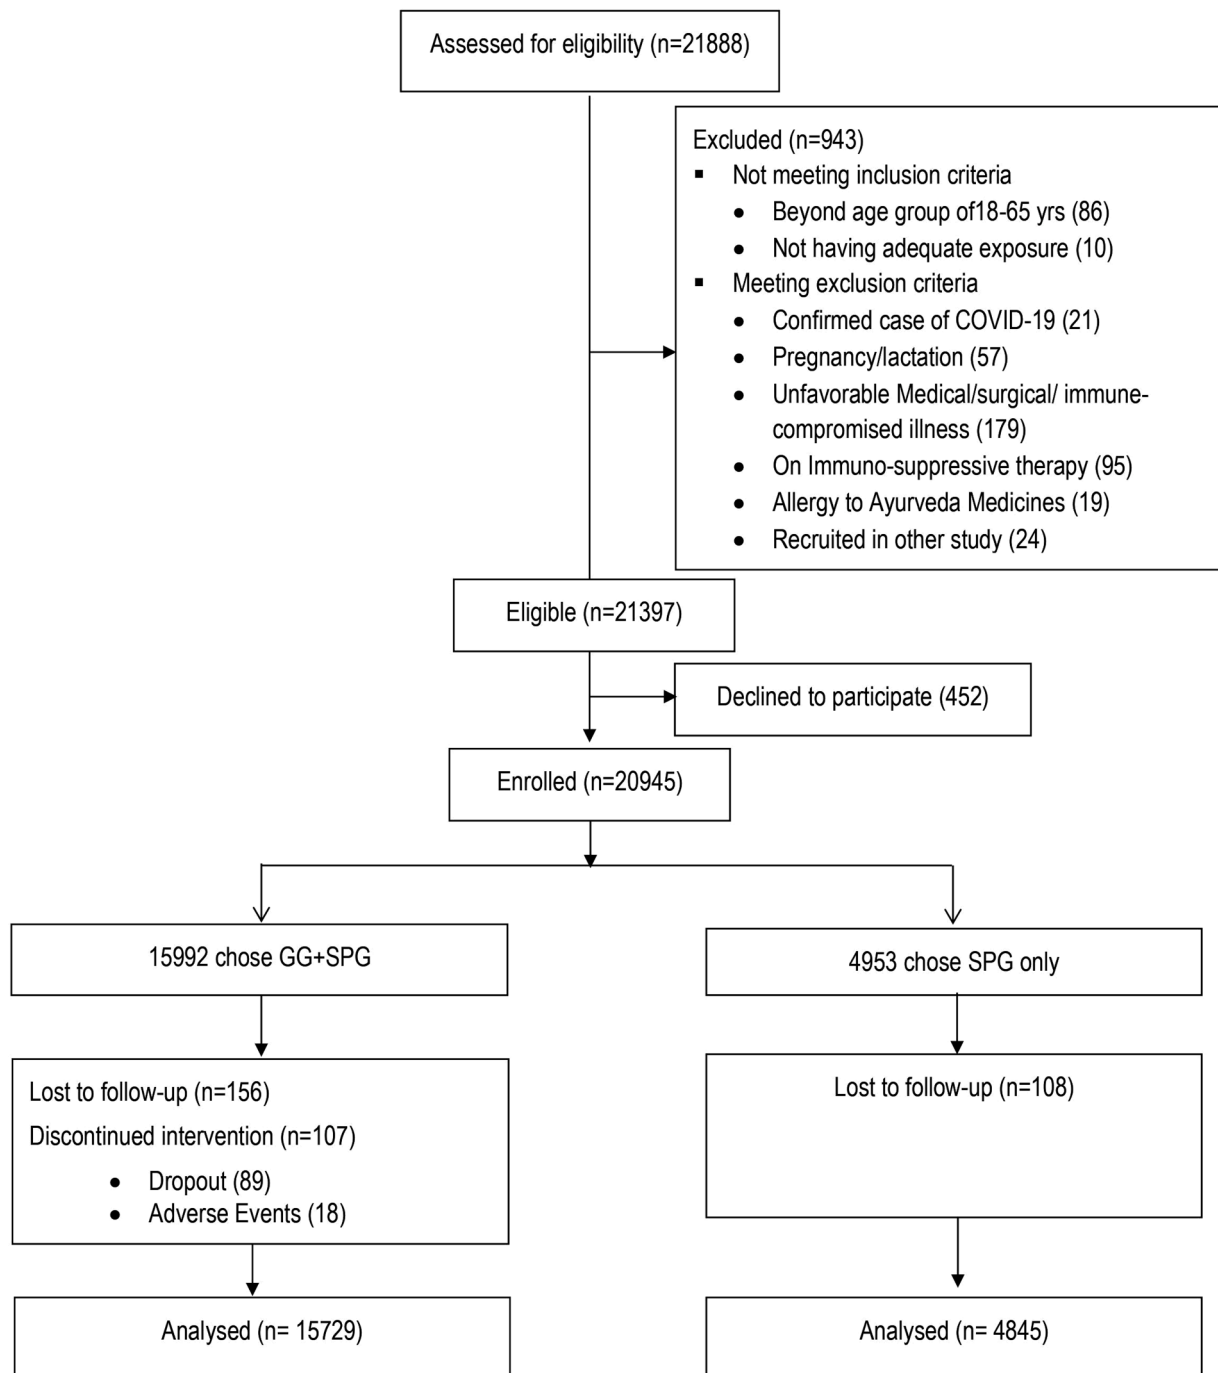 Assessed for eligibility (n=21888)
Excluded (n=943)
▪ Not meeting inclusion criteria
● Beyond age group of18-65 yrs (86)
● Not having adequate exposure (10)
▪ Meeting exclusion criteria
● Confirmed case of COVID-19 (21)
● Pregnancy/lactation (57)
● Unfavorable Medical/surgical/ immune-
compromised illness (179)
● On Immuno-suppressive therapy (95)
● Allergy to Ayurveda Medicines (19)
● Recruited in other study (24)
Eligible (n=21397)
Declined to participate (452)
Enrolled (n=20945)
15992 chose GG+SPG
4953 chose SPG only
Lost to follow-up (n=156)
Discontinued intervention (n=107)
● Dropout (89)
● Adverse Events (18)
Lost to follow-up (n=108)
Analysed (n= 15729)
Analysed (n= 4845)